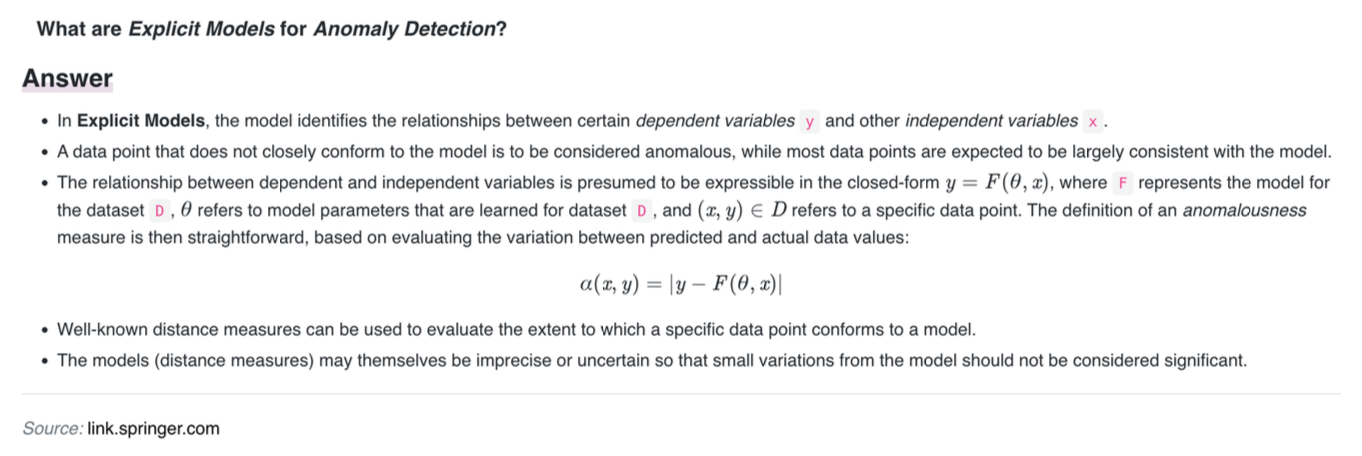 What are Explicit Models for Anomaly Detection?
Answer
• In Explicit Models, the model identifies the relationships between certain dependent variables y and other independent variables x .
• A data point that does not closely conform to the model is to be considered anomalous, while most data points are expected to be largely consistent with the model.
• The relationship between dependent and independent variables is presumed to be expressible in the closed-form y = F(θ, x), where F represents the model for
the dataset D , θ refers to model parameters that are learned for dataset D , and (x, y) ∈ D refers to a specific data point. The definition of an anomalousness
measure is then straightforward, based on evaluating the variation between predicted and actual data values:
α(x, y) = |y − F(θ, x)|
• Well-known distance measures can be used to evaluate the extent to which a specific data point conforms to a model.
• The models (distance measures) may themselves be imprecise or uncertain so that small variations from the model should not be considered significant.
Source: link.springer.com